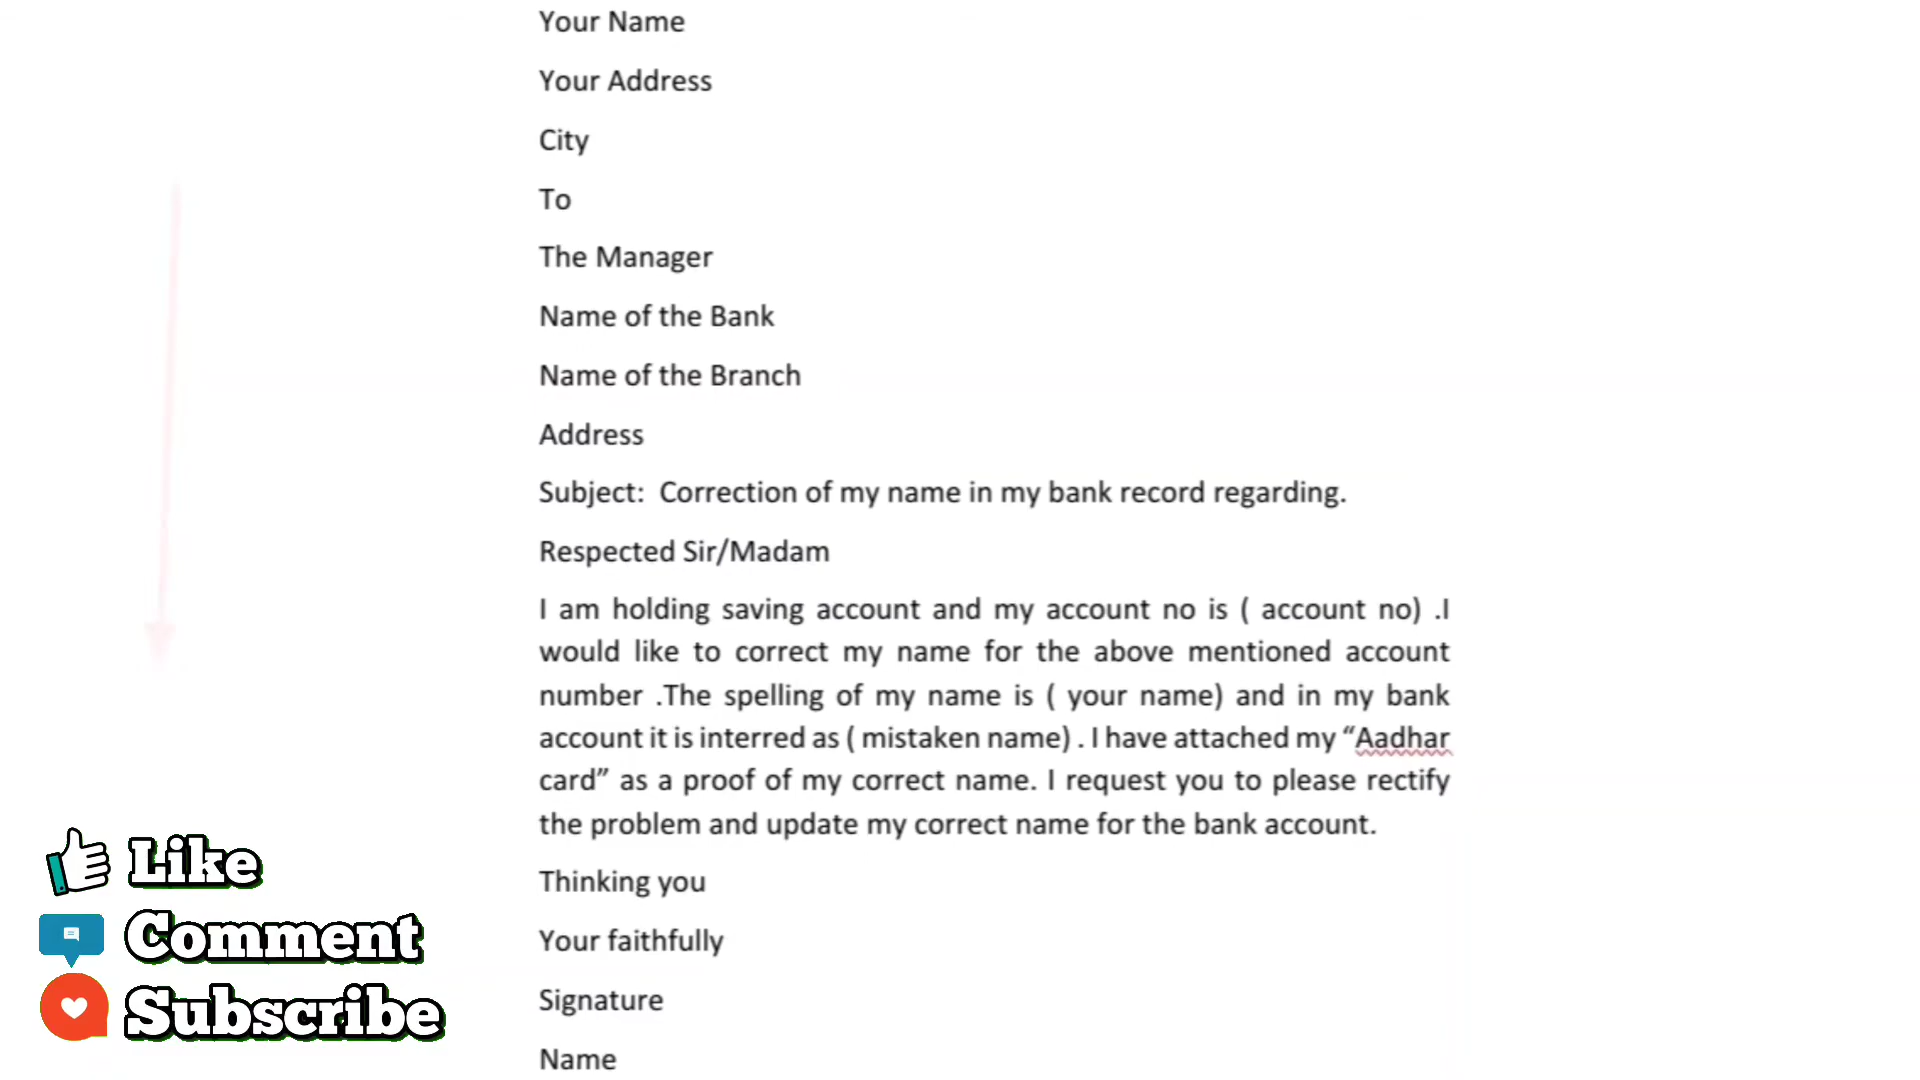 Your Name
Your Address
City
To
The Manager
Name of the Bank
Name of the Branch
Address
Subject:  Correction of my name in my bank record regarding.
Respected Sir/Madam
I am holding saving account and my account no is ( account no) .I
would like to correct my name for the above mentioned account
number .The spelling of my name is ( your name) and in my bank
account it is interred as ( mistaken name) . I have attached my “Aadhar
card” as a proof of my correct name. I request you to please rectify
the problem and update my correct name for the bank account.
Thinking you
Your faithfully
Signature
Name
Like
Comment
Subscribe